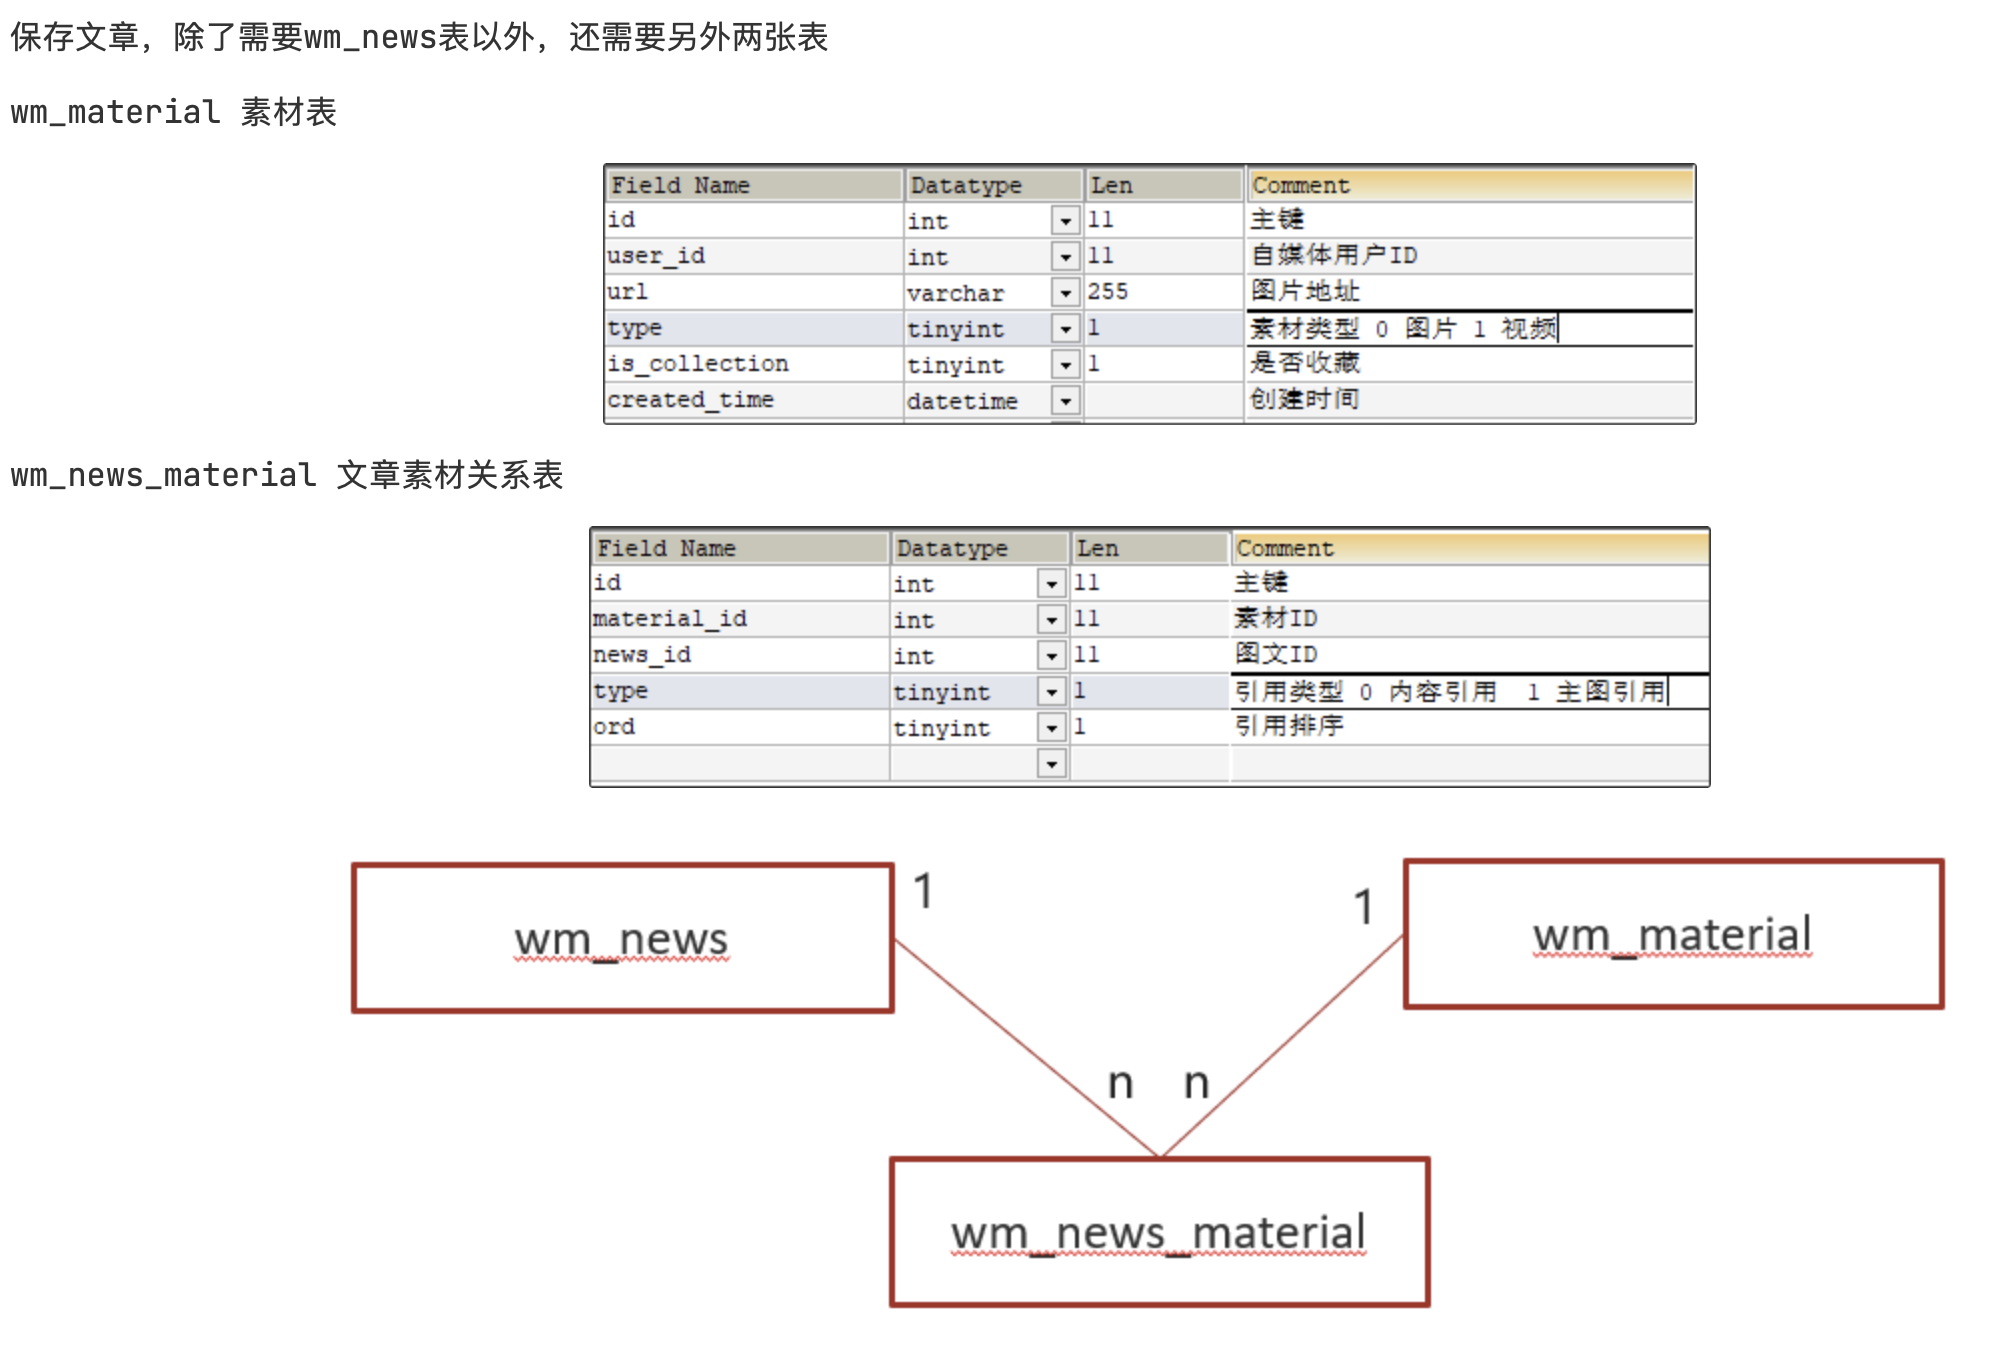 保存文章，除了需要wm_news表以外，还需要另外两张表
wm_material 素材表
Field Name Datatype Len Comment
id int 11 主键
user_id int 11 自媒体用户ID
url varchar 255 图片地址
type tinyint 1 素材类型 0 图片 1 视频
is_collection tinyint 1 是否收藏
created_time datetime 创建时间
wm_news_material 文章素材关系表
Field Name Datatype Len Comment
id int 11 主键
material_id int 11 素材ID
news_id int 11 图文ID
type tinyint 1 引用类型 0 内容引用 1 主图引用
ord tinyint 1 引用排序
1 1
wm_news wm_material
n n
wm_news_material